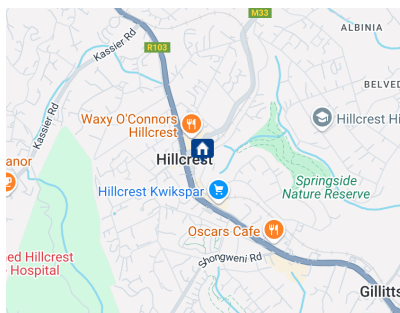 M33
ALBINIA
Kassier Rd
R103
BELVED
Waxy O'Connors
Hillcrest
Hillcrest Hi
Kassier Rd
Hillcrest
anor
Hillcrest Kwikspar
Springside
Nature Reserve
Oscars Cafe
ed Hillcrest
Hospital
Shongweni Rd
Gillitts